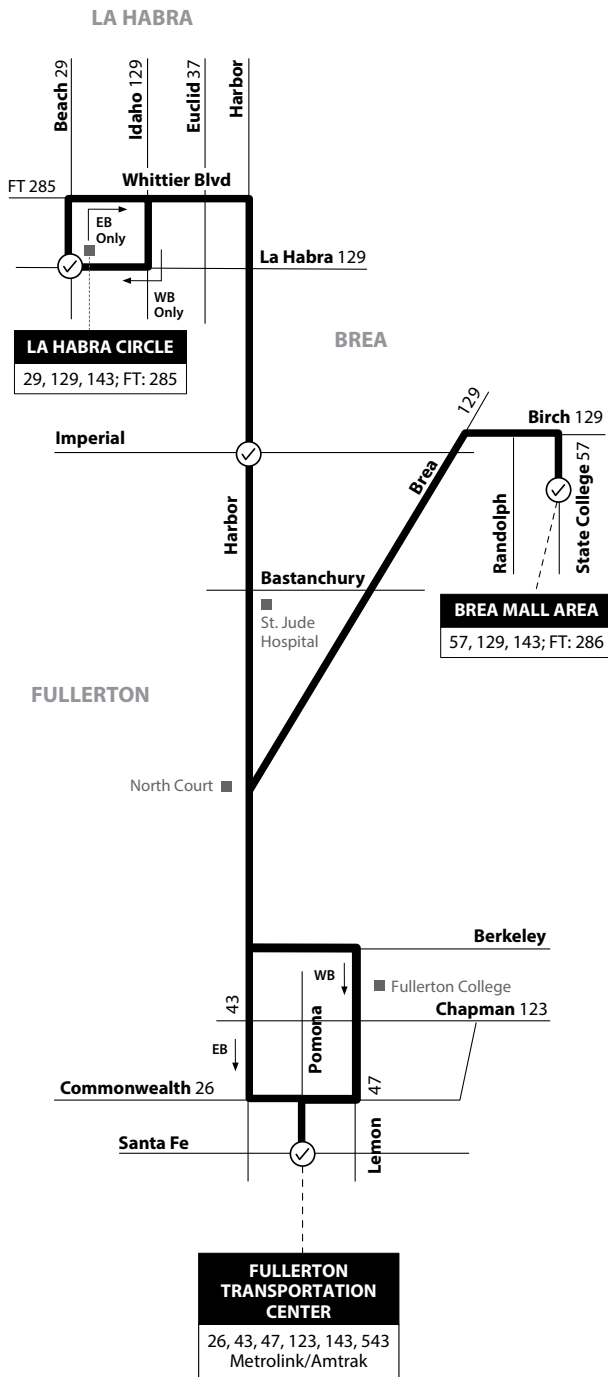 LA HABRA
Beach 29
Idaho 129
Euclid 37
Harbor
FT 285
Whittier Blvd
EB
Only
La Habra 129
WB
Only
LA HABRA CIRCLE
29, 129, 143; FT: 285
BREA
129
Birch 129
Imperial
Brea
Harbor
Randolph
State College 57
Bastanchury
St. Jude
Hospital
BREA MALL AREA
57, 129, 143; FT: 286
FULLERTON
North Court
Berkeley
WB
Fullerton College
43
Chapman 123
Pomona
EB
47
Commonwealth 26
Lemon
Santa Fe
FULLERTON
TRANSPORTATION
CENTER
26, 43, 47, 123, 143, 543
Metrolink/Amtrak